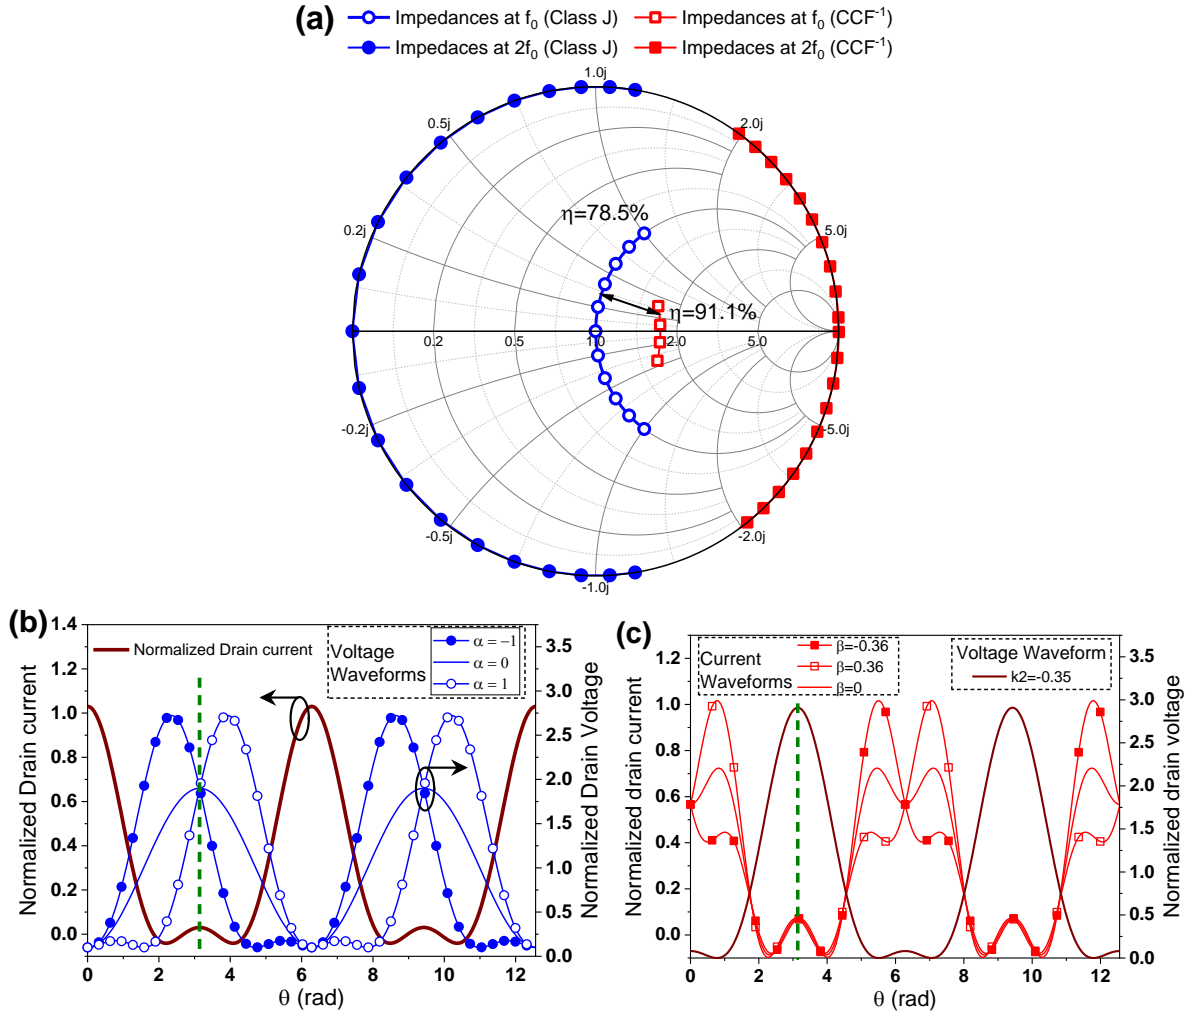 (a)
Impedances at f₀ (Class J)
Impedances at f₀ (CCF⁻¹)
Impedaces at 2f₀ (Class J)
Impedaces at 2f₀ (CCF⁻¹)
1.0j
0.5j
2.0j
0.2j
5.0j
η=78.5%
η=91.1%
0.2
0.5
1.0
2.0
5.0
-0.2j
-5.0j
-0.5j
-2.0j
-1.0j
(b)
Normalized Drain current
Voltage
Waveforms
α = −1
α = 0
α = 1
Normalized Drain current
1.4
1.2
1.0
0.8
0.6
0.4
0.2
0.0
0
2
4
6
8
10
12
θ (rad)
3.5
3.0
2.5
2.0
1.5
1.0
0.5
0.0
Normalized Drain Voltage
(c)
Current
Waveforms
β=-0.36
β=0.36
β=0
Voltage Waveform
k2=-0.35
Normalized drain current
1.2
1.0
0.8
0.6
0.4
0.2
0.0
0
2
4
6
8
10
12
θ (rad)
3.5
3.0
2.5
2.0
1.5
1.0
0.5
0.0
Normalized drain voltage